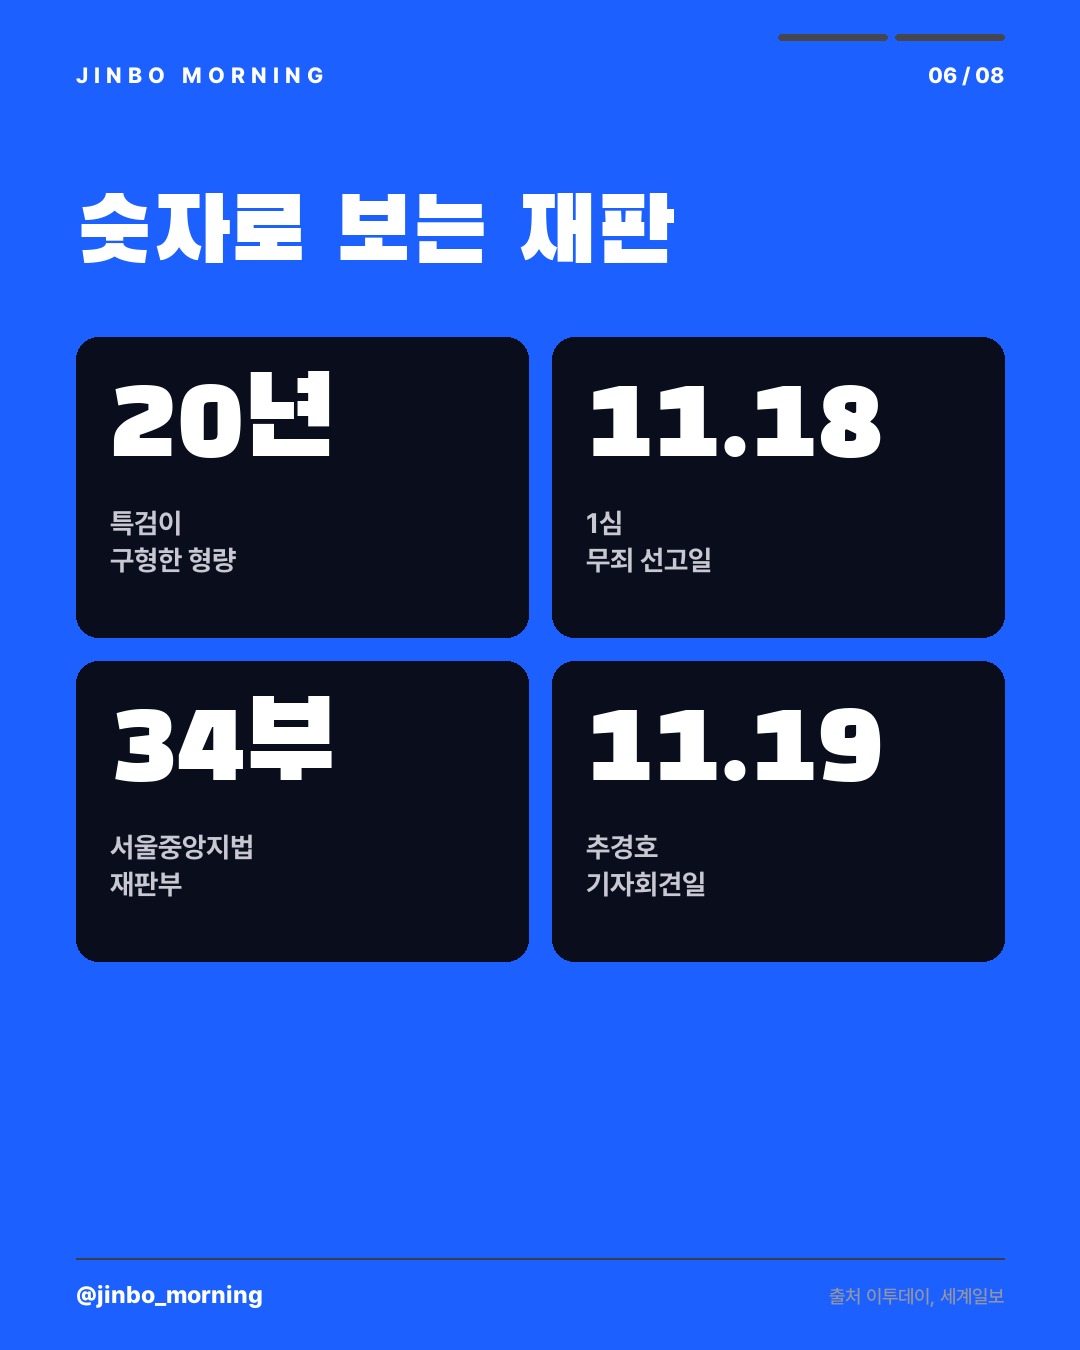 JINBO MORNING
06 / 08
숫자로 보는 재판
20년
특검이
구형한 형량
11.18
1심
무죄 선고일
34부
서울중앙지법
재판부
11.19
추경호
기자회견일
@jinbo_morning
출처 이투데이, 세계일보